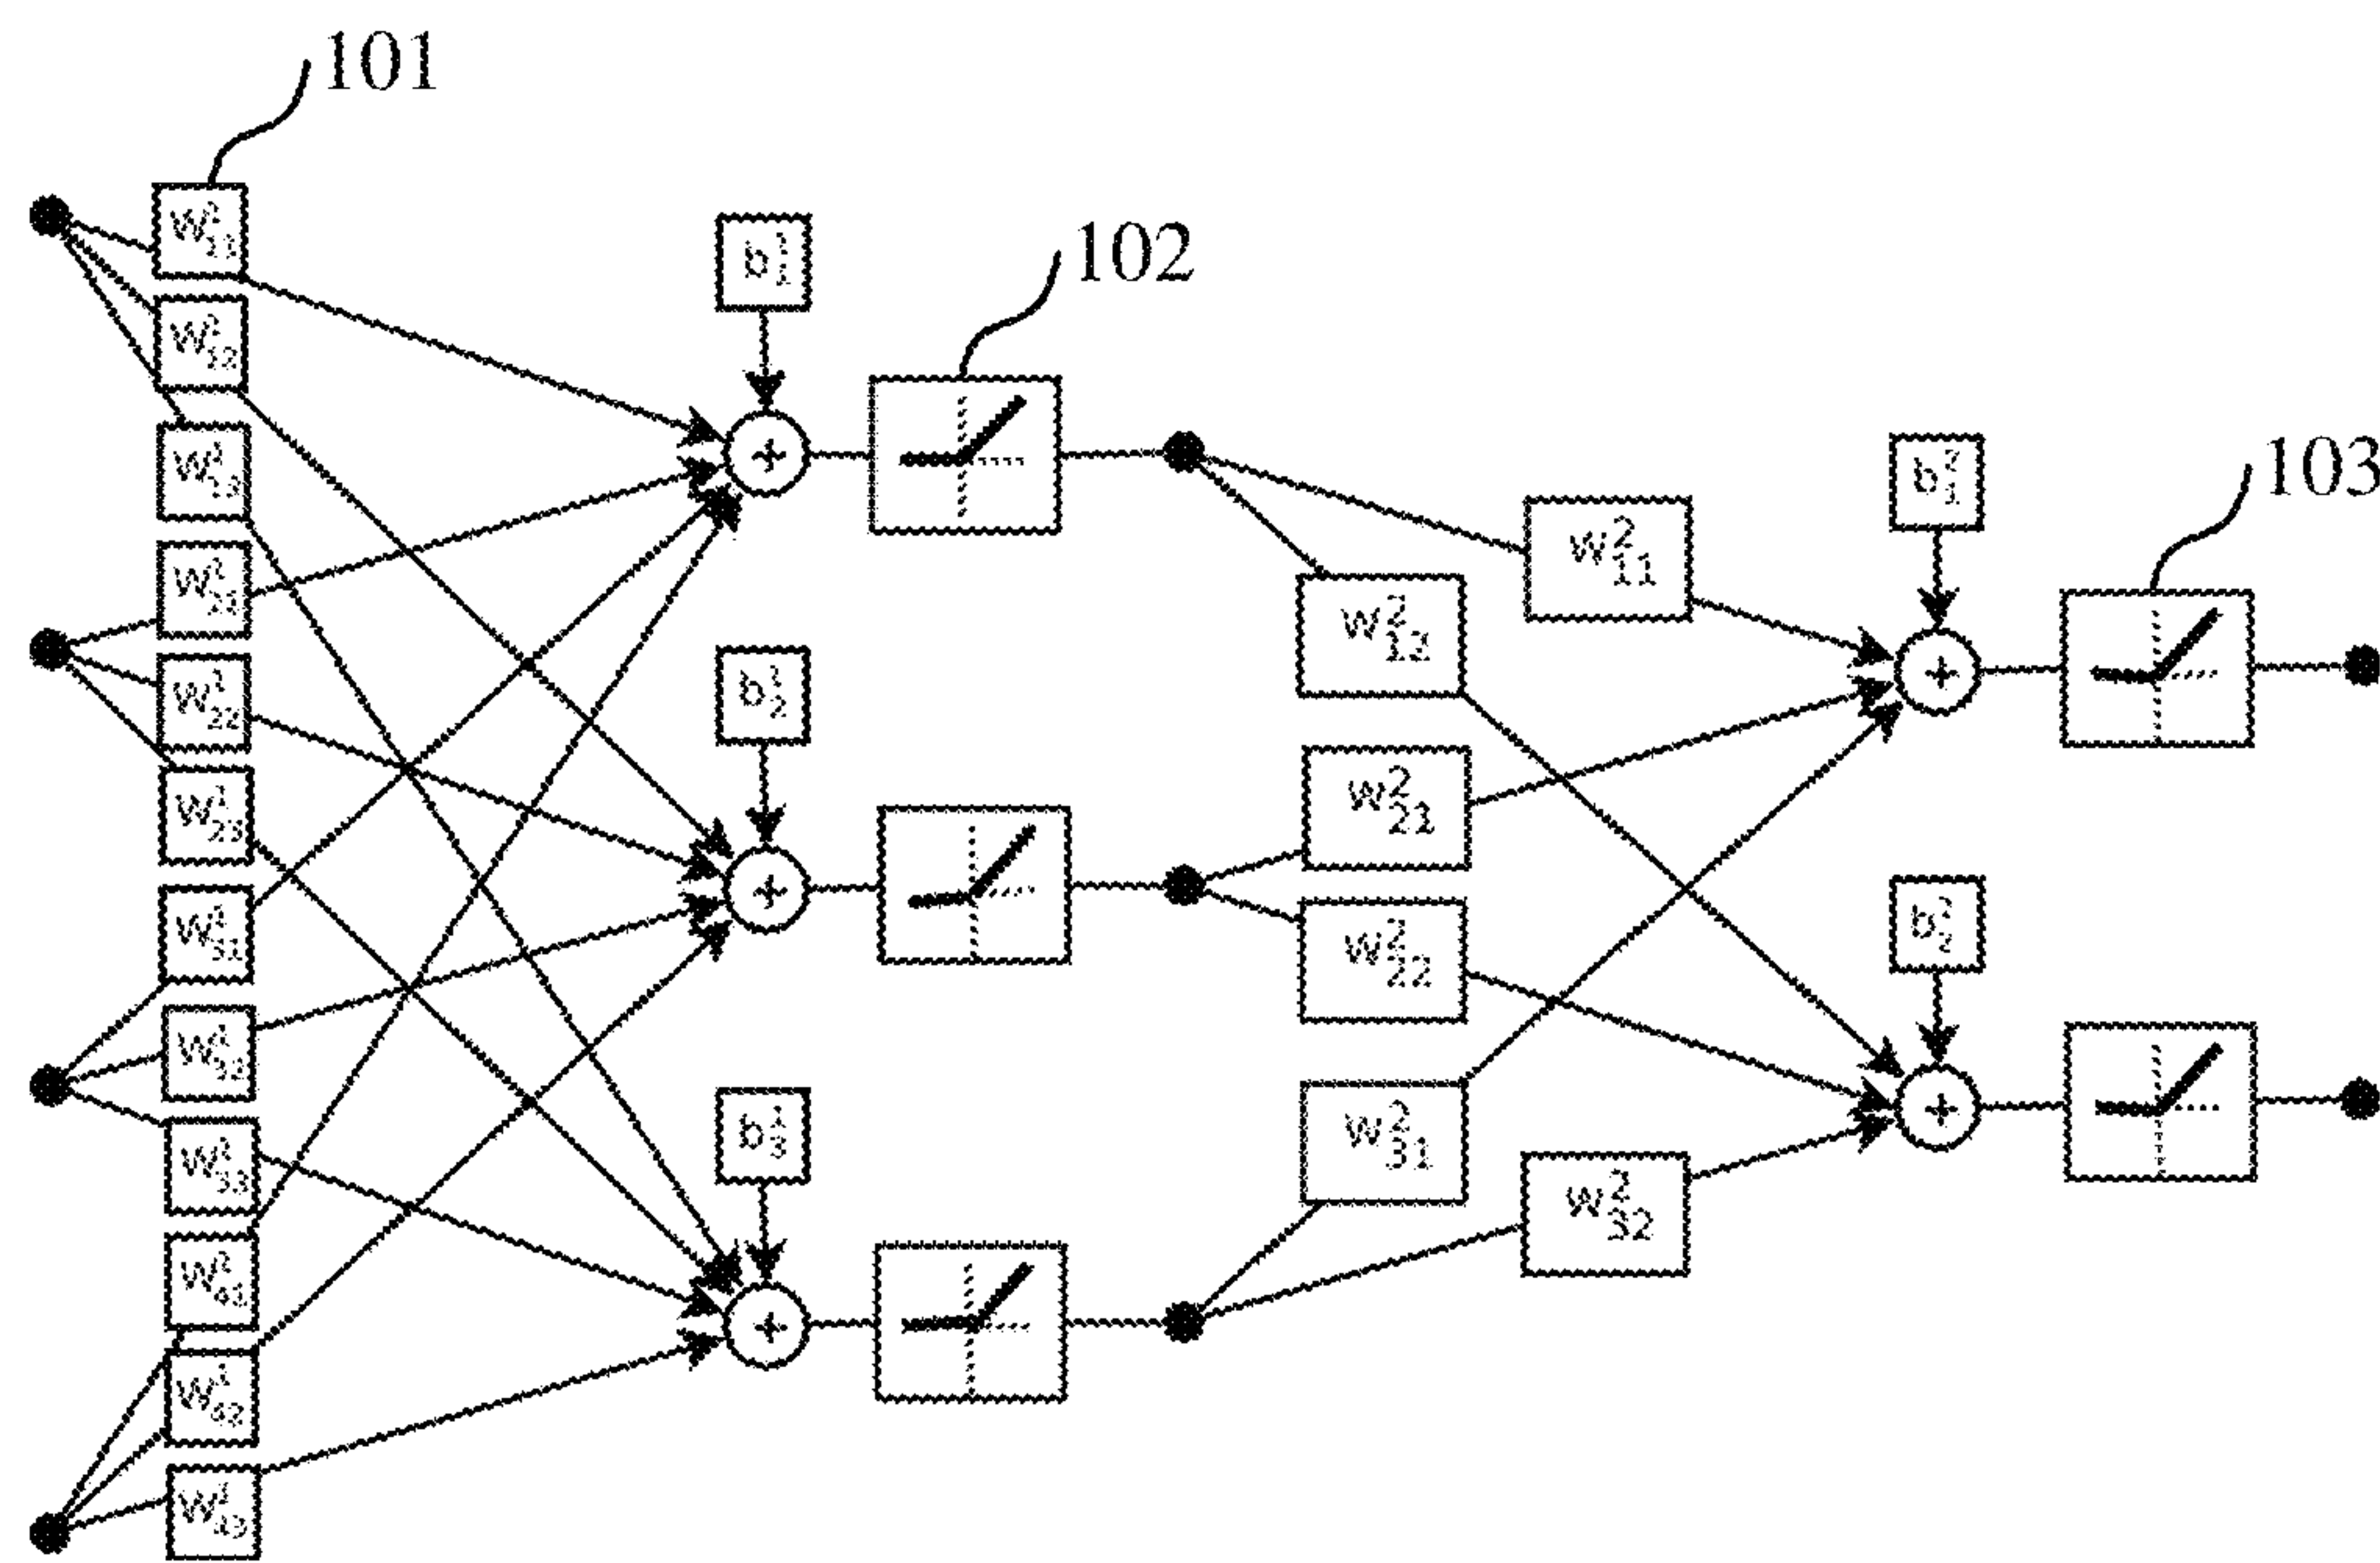 101
102
103
w¹₁₁
w¹₁₂
w¹₁₃
w¹₂₁
w¹₂₂
w¹₂₃
w¹₃₁
w¹₃₂
w¹₃₃
w¹₄₁
w¹₄₂
w¹₄₃
b¹₁
+
b¹₂
+
b¹₃
+
w²₁₁
w²₁₂
w²₂₁
w²₂₂
w²₃₁
w²₃₂
b²₁
+
b²₂
+